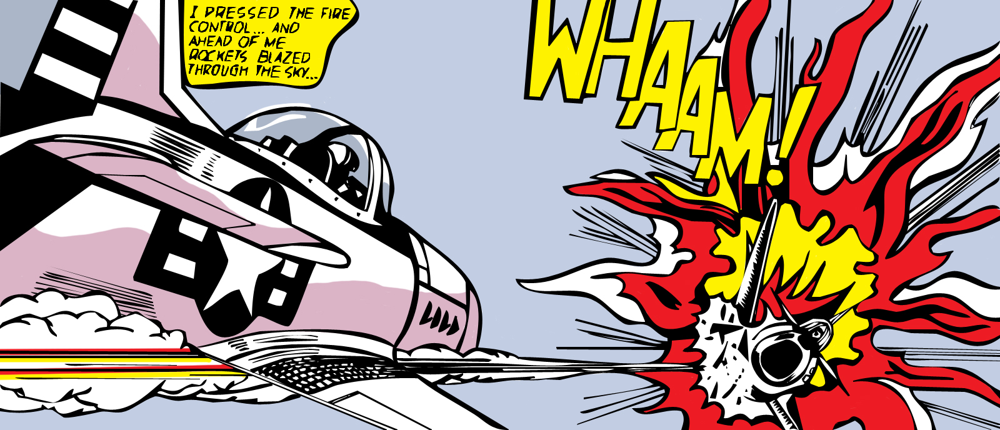 I PRESSED THE FIRE
CONTROL... AND
AHEAD OF ME
ROCKETS BLAZED
THROUGH THE SKY...
WHAAM!